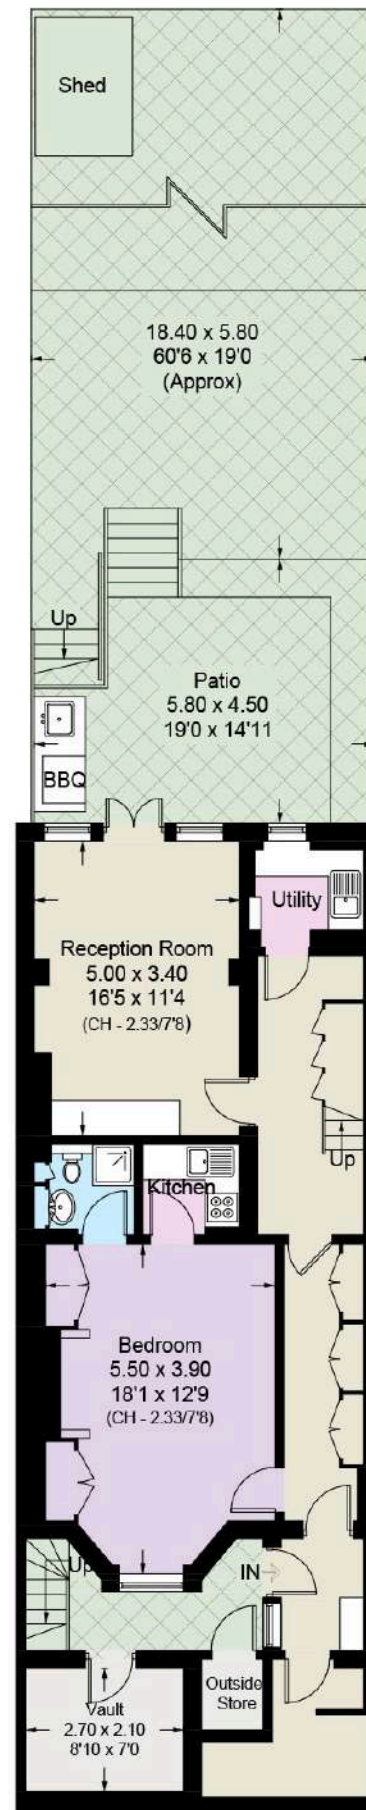 Shed
18.40 x 5.80
60'6 x 19'0
(Approx)
Up
Patio
5.80 x 4.50
19'0 x 14'11
BBQ
Utility
Reception Room
5.00 x 3.40
16'5 x 11'4
(CH - 2.33/7'8)
Up
Kitchen
Bedroom
5.50 x 3.90
18'1 x 12'9
(CH - 2.33/7'8)
Up
IN
Outside
Store
Vault
2.70 x 2.10
8'10 x 7'0